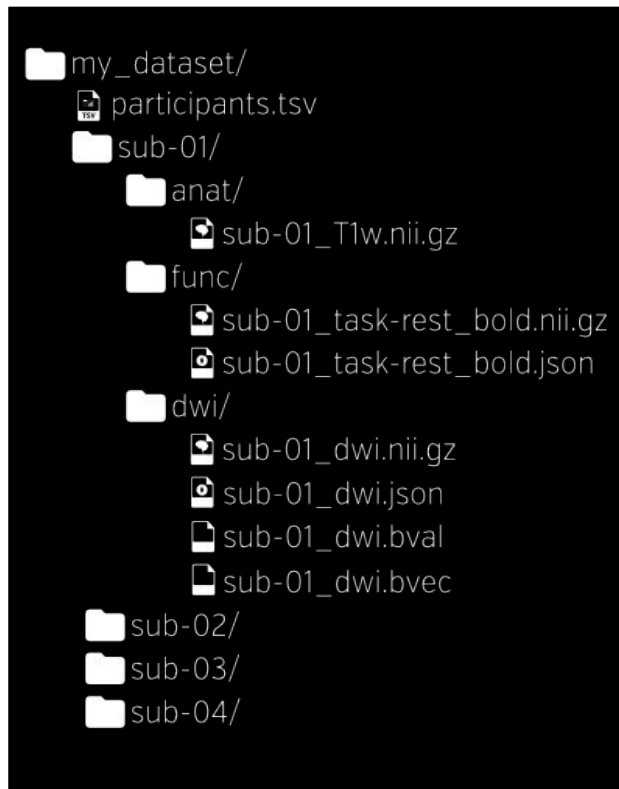 my_dataset/
TSV participants.tsv
sub-01/
anat/
sub-01_T1w.nii.gz
func/
sub-01_task-rest_bold.nii.gz
sub-01_task-rest_bold.json
dwi/
sub-01_dwi.nii.gz
sub-01_dwi.json
sub-01_dwi.bval
sub-01_dwi.bvec
sub-02/
sub-03/
sub-04/